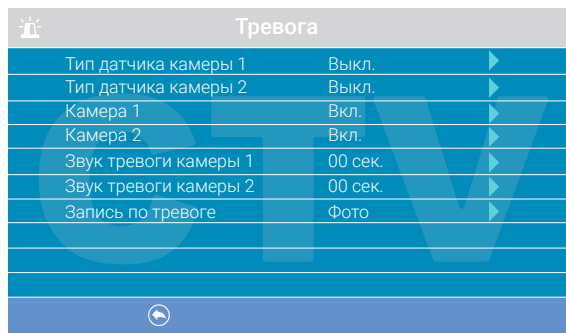 Тревога
Тип датчика камеры 1 Выкл.
Тип датчика камеры 2 Выкл.
Камера 1 Вкл.
Камера 2 Вкл.
Звук тревоги камеры 1 00 сек.
Звук тревоги камеры 2 00 сек.
Запись по тревоге Фото
CTV